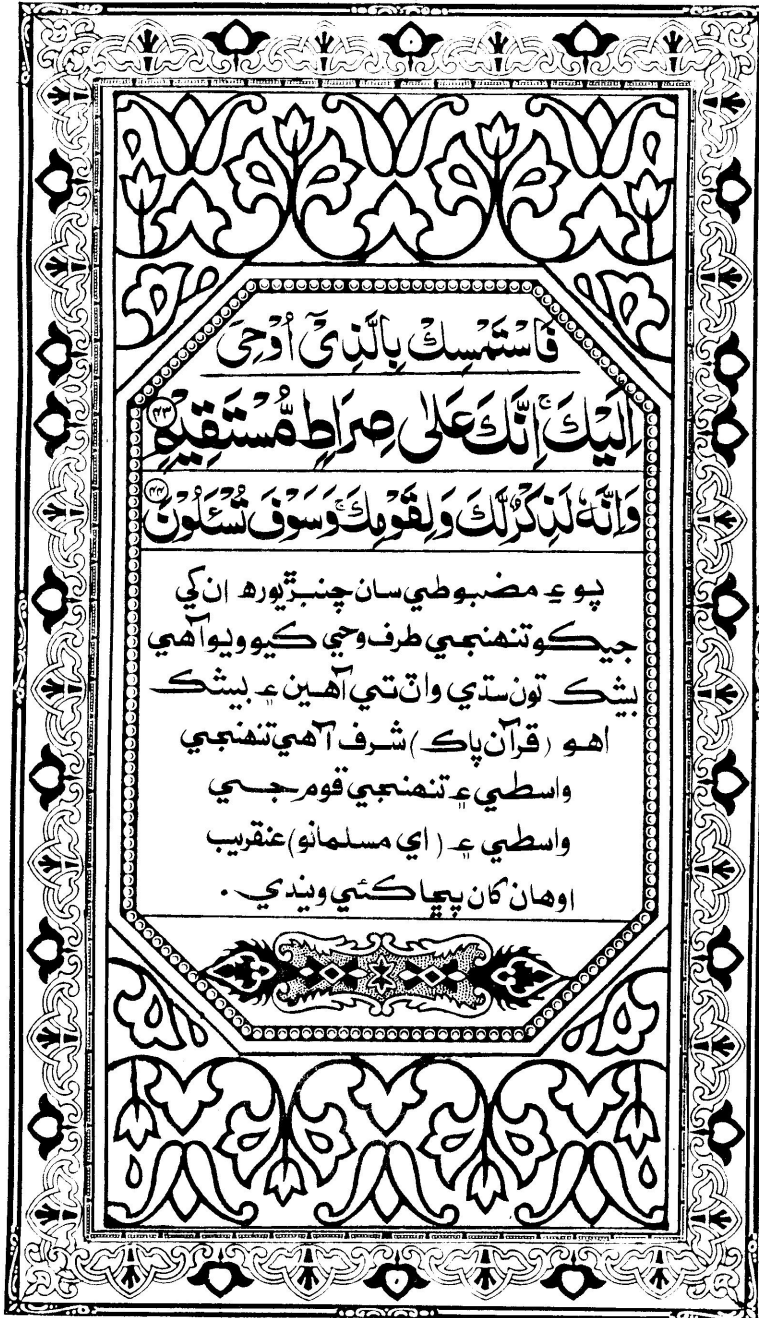 فَاسْتَمْسِكْ بِالَّذِيْٓ اُوْحِيَ
اِلَيْكَ ۚ اِنَّكَ عَلٰى صِرَاطٍ مُّسْتَقِيْمٍ ﴿۴۳﴾
وَاِنَّهٗ لَذِكْرٌ لَّكَ وَلِقَوْمِكَ ۚ وَسَوْفَ تُسْـَٔلُوْنَ ﴿۴۴﴾
پوءِ مضبوطي سان چنبڙيو رھ ان کي
جيڪو تنھنجي طرف وحي ڪيو ويو آھي
بيشڪ تون سڌي واٽ تي آھين ۽ بيشڪ
اھو (قرآن پاڪ) شرف آھي تنھنجي
واسطي ۽ تنھنجي قوم جي
واسطي ۽ (اي مسلمانو) عنقريب
اوھان کان پڇا ڪئي ويندي.